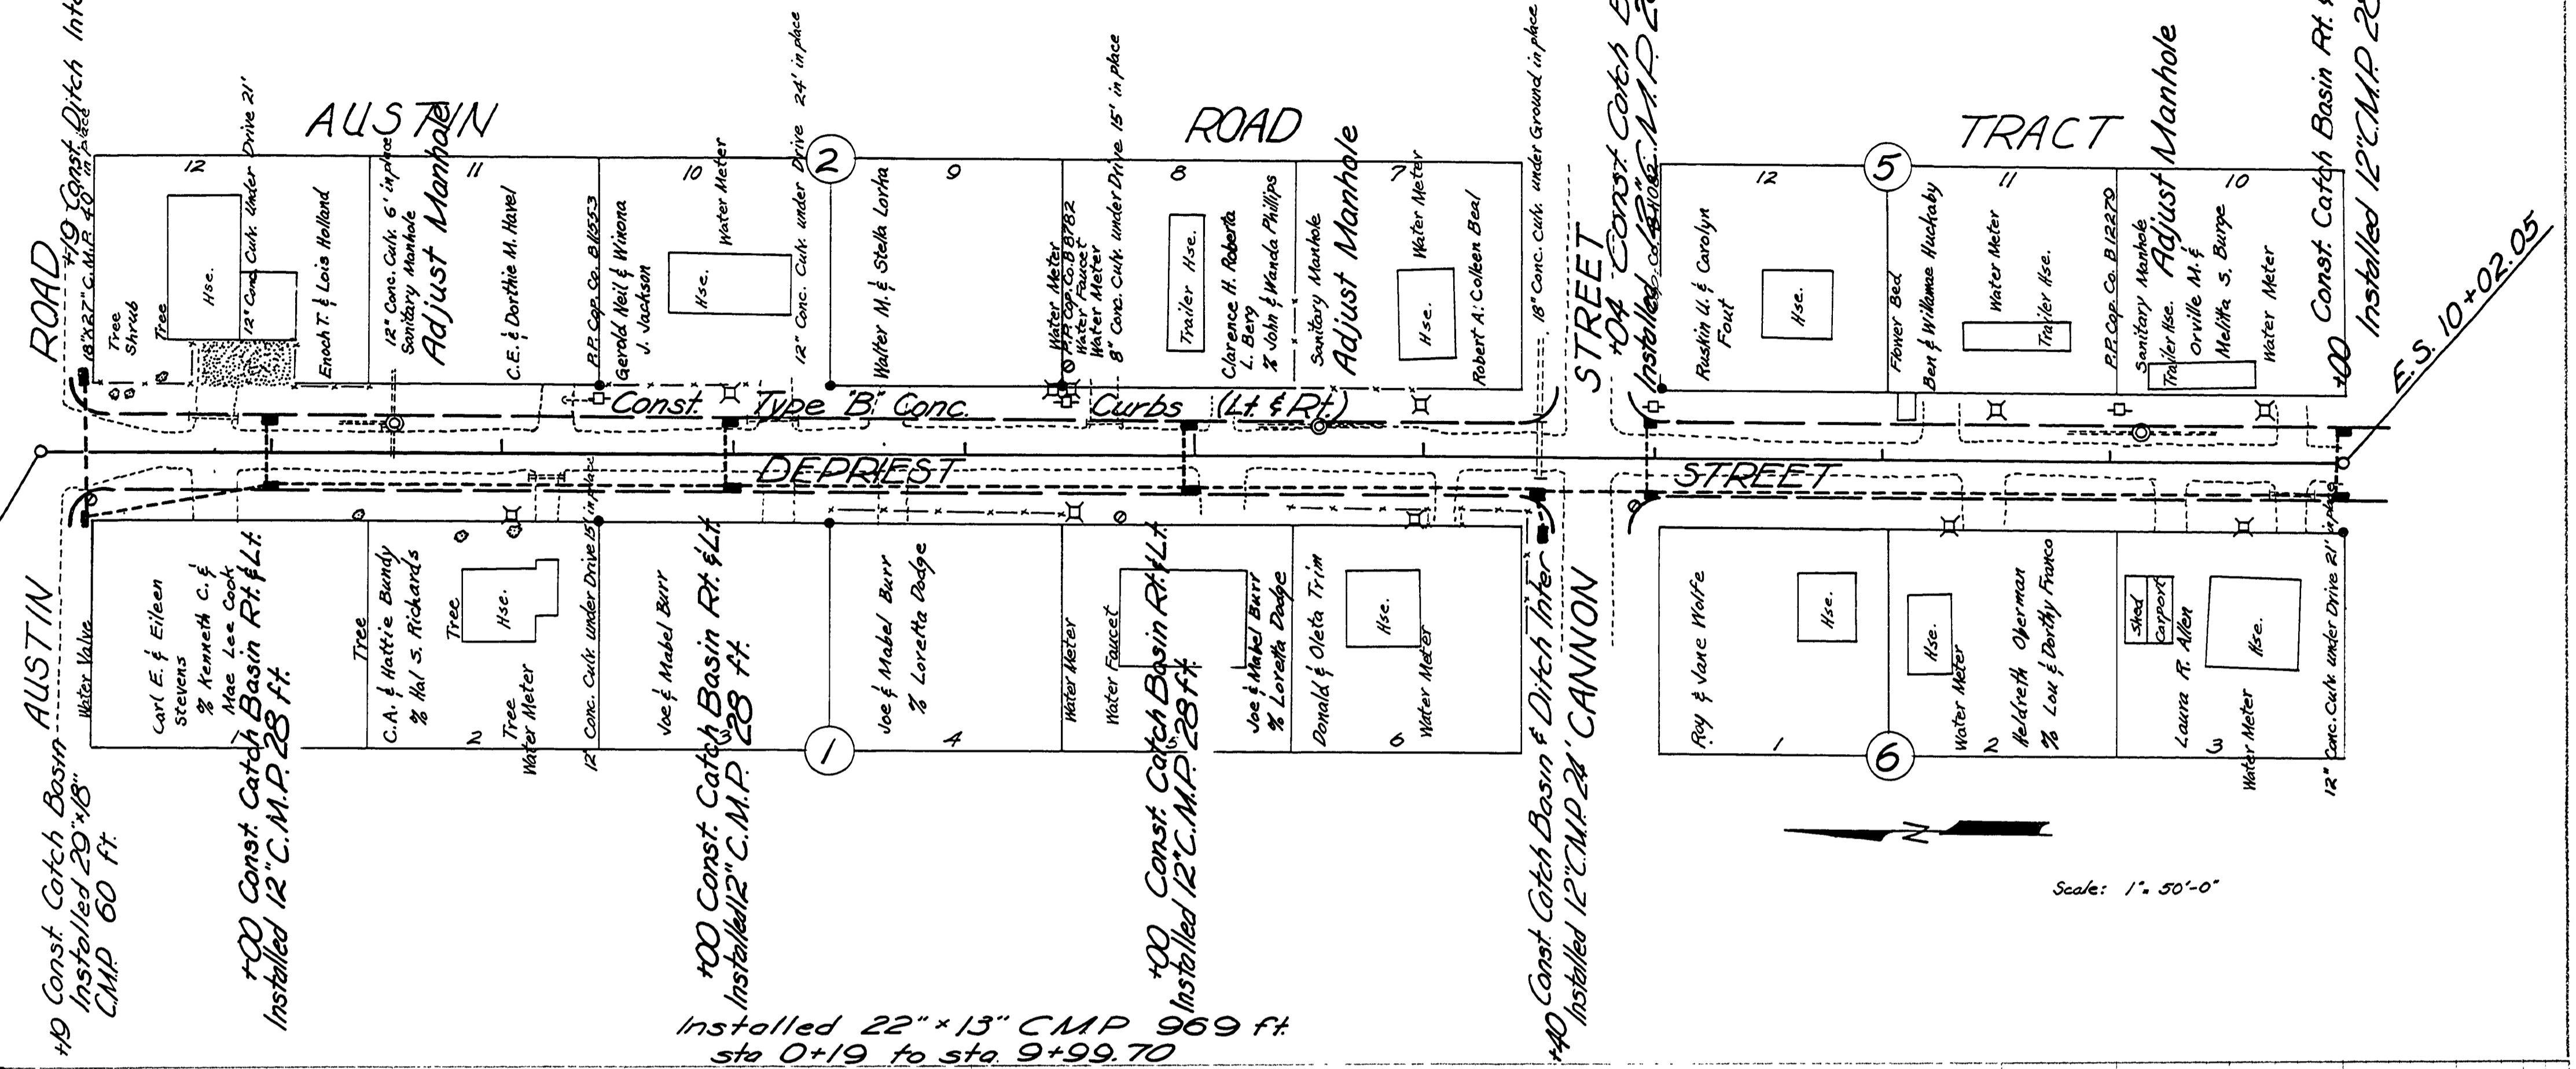 AUSTIN ROAD TRACT
ROAD
+19 Const. Ditch
18"x27" C.M.P. 40' in place
Tree
Shrub
Tree
12
Hse.
12" Conc. Culv. Under Drive 21'
Enoch T. & Lois Holland
12" Conc. Culv. 6' in place
Sanitary Manhole
Adjust Manhole
11
C.E. & Dorthie M. Havel
P.P. Cop. Co. B11553
Gerold Neil & Winona
J. Jackson
10
Hse.
Water Meter
12" Conc. Culv. under Drive 24' in place
2
Walter M. & Stella Lorka
9
Water Meter
P.P. Cop. Co. B8782
Water Faucet
Water Meter
8" Conc. Culv. under Drive 15' in place
8
Trailer Hse.
Clarence H. Roberta
L. Berg
% John & Wanda Phillips
Sanitary Manhole
Adjust Manhole
7
Hse.
Water Meter
Robert A. Colleen Beal
18" Conc. culv. under Ground in place
STREET
+04 Const. Catch
Installed 12" C.M.P.
12
Ruskin U. & Carolyn
Fout
Hse.
5
Flower Bed
Ben & Willamae Huckaby
11
Water Meter
Trailer Hse.
P.P. Cop. Co. B12279
Sanitary Manhole
Adjust Manhole
Trailer Hse.
Orville M. &
Melitta S. Burge
10
Water Meter
+00 Const. Catch Basin Rt. &
Installed 12" C.M.P.
E.S. 10+02.05
Const. Type "B" Conc. Curbs (Lt. & Rt.)
DEPRIEST STREET
AUSTIN
Water Valve
Carl E. & Eileen
Stevens
% Kenneth C. &
Mae Lee Cook
Tree
C.A. & Hattie Bundy
% Hal S. Richards
2
Tree
Hse.
Tree
Water Meter
12" Conc. Culv. under Drive 15' in place
Joe & Mabel Burr
3
1
Joe & Mabel Burr
% Loretta Dodge
4
Water Meter
Water Faucet
5
Joe & Mabel Burr
% Loretta Dodge
Donald & Oleta Trim
Hse.
6
Water Meter
CANNON
Roy & Jane Wolfe
1
Hse.
6
Hse.
Water Meter
2
Heldreth Oberman
% Lou & Dorthy Franco
Shed
Carport
Laura R. Allen
3
Hse.
Water Meter
12" Conc. Culv. under Drive 21' in place
+19 Const. Catch Basin
Installed 29"x18"
C.M.P. 60 ft.
+00 Const. Catch Basin Rt. & Lt.
Installed 12" C.M.P. 28 ft.
+00 Const. Catch Basin Rt. & Lt.
Installed 12" C.M.P. 28 ft.
+00 Const. Catch Basin Rt. & Lt.
Installed 12" C.M.P. 28 ft.
+40 Const. Catch Basin & Ditch Inter
Installed 12" C.M.P. 24'
N
Scale: 1"= 50'-0"
Installed 22"x13" CMP 969 ft.
sta 0+19 to sta. 9+99.70